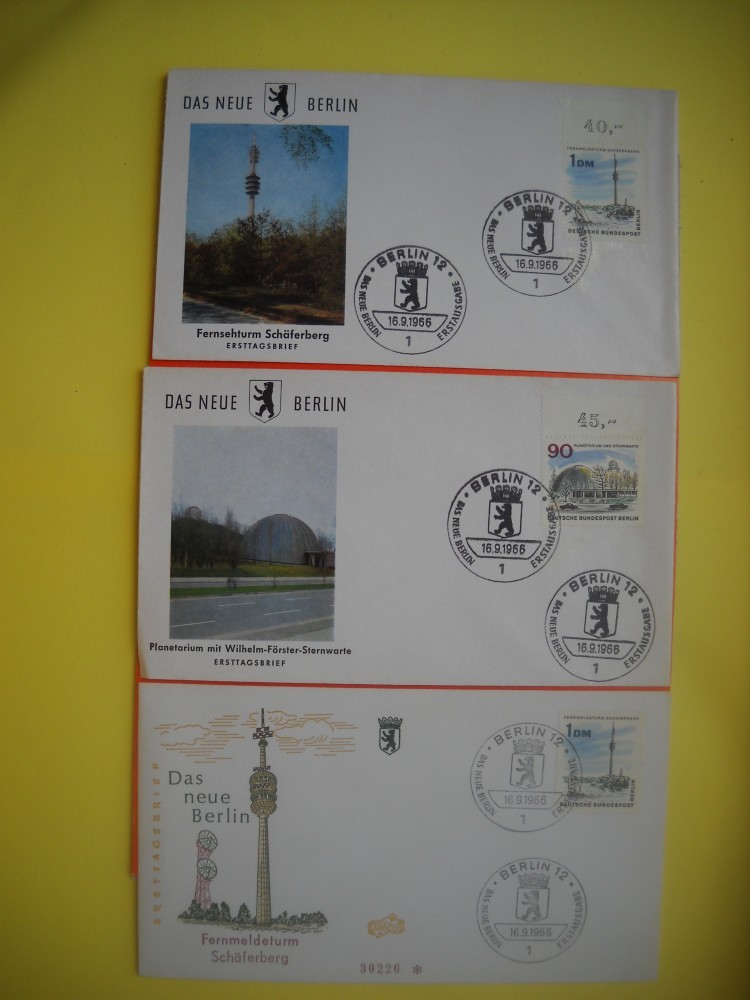 DAS NEUE BERLIN
40,--
FERNMELDETURM SCHÄFERBERG
1DM
DEUTSCHE BUNDESPOST
BERLIN
BERLIN 12
DAS NEUE BERLIN
ERSTAUSGABE
16.9.1966
1
BERLIN 12
DAS NEUE BERLIN
ERSTAUSGABE
16.9.1966
1
Fernsehturm Schäferberg
ERSTTAGSBRIEF
DAS NEUE BERLIN
45,--
90
PLANETARIUM UND STERNWARTE
DEUTSCHE BUNDESPOST BERLIN
BERLIN 12
DAS NEUE BERLIN
ERSTAUSGABE
16.9.1966
1
BERLIN 12
DAS NEUE BERLIN
ERSTAUSGABE
16.9.1966
1
Planetarium mit Wilhelm-Förster-Sternwarte
ERSTTAGSBRIEF
ERSTTAGSBRIEF
Das
neue
Berlin
FERNMELDETURM SCHÄFERBERG
1DM
DEUTSCHE BUNDESPOST
BERLIN
BERLIN 12
DAS NEUE BERLIN
ERSTAUSGABE
16.9.1966
1
BERLIN 12
DAS NEUE BERLIN
ERSTAUSGABE
16.9.1966
1
Fernmeldeturm
Schäferberg
30226 *